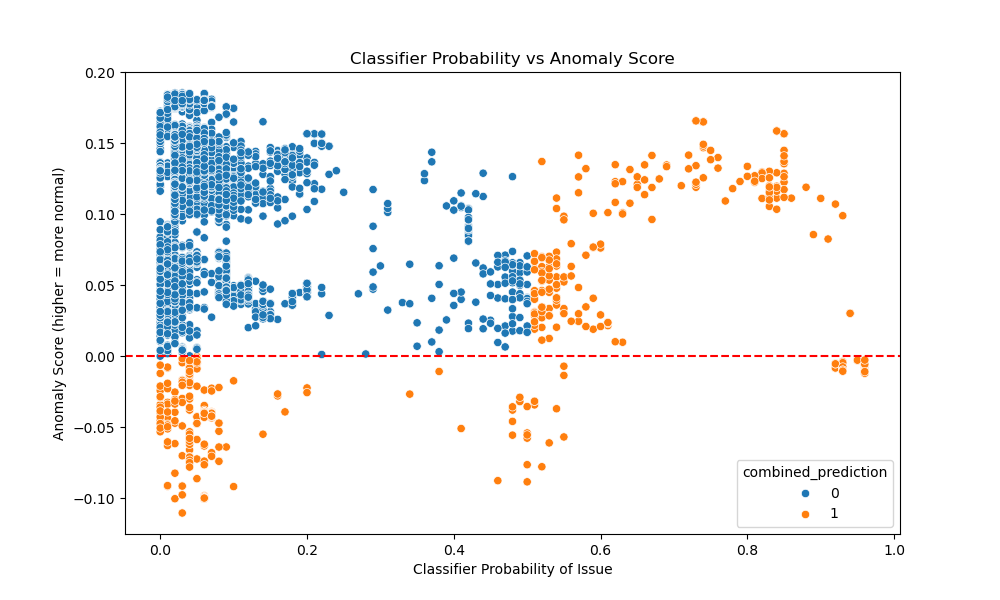 Classifier Probability vs Anomaly Score
Anomaly Score (higher = more normal)
0.20
0.15
0.10
0.05
0.00
−0.05
−0.10
combined_prediction
0
1
0.0 0.2 0.4 0.6 0.8 1.0
Classifier Probability of Issue